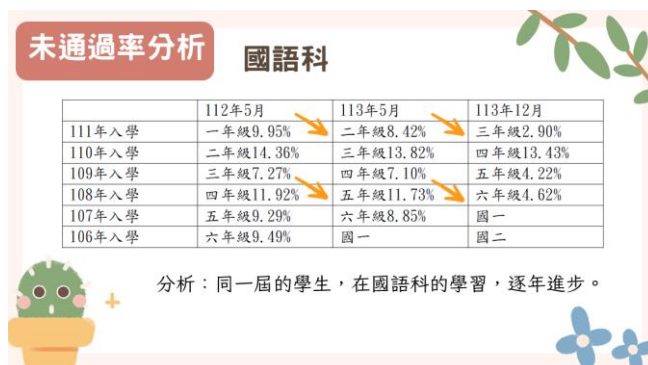 未通過率分析
國語科
112年5月 113年5月 113年12月
111年入學 一年級9.95% 二年級8.42% 三年級2.90%
110年入學 二年級14.36% 三年級13.82% 四年級13.43%
109年入學 三年級7.27% 四年級7.10% 五年級4.22%
108年入學 四年級11.92% 五年級11.73% 六年級4.62%
107年入學 五年級9.29% 六年級8.85% 國一
106年入學 六年級9.49% 國一 國二
分析：同一屆的學生，在國語科的學習，逐年進步。